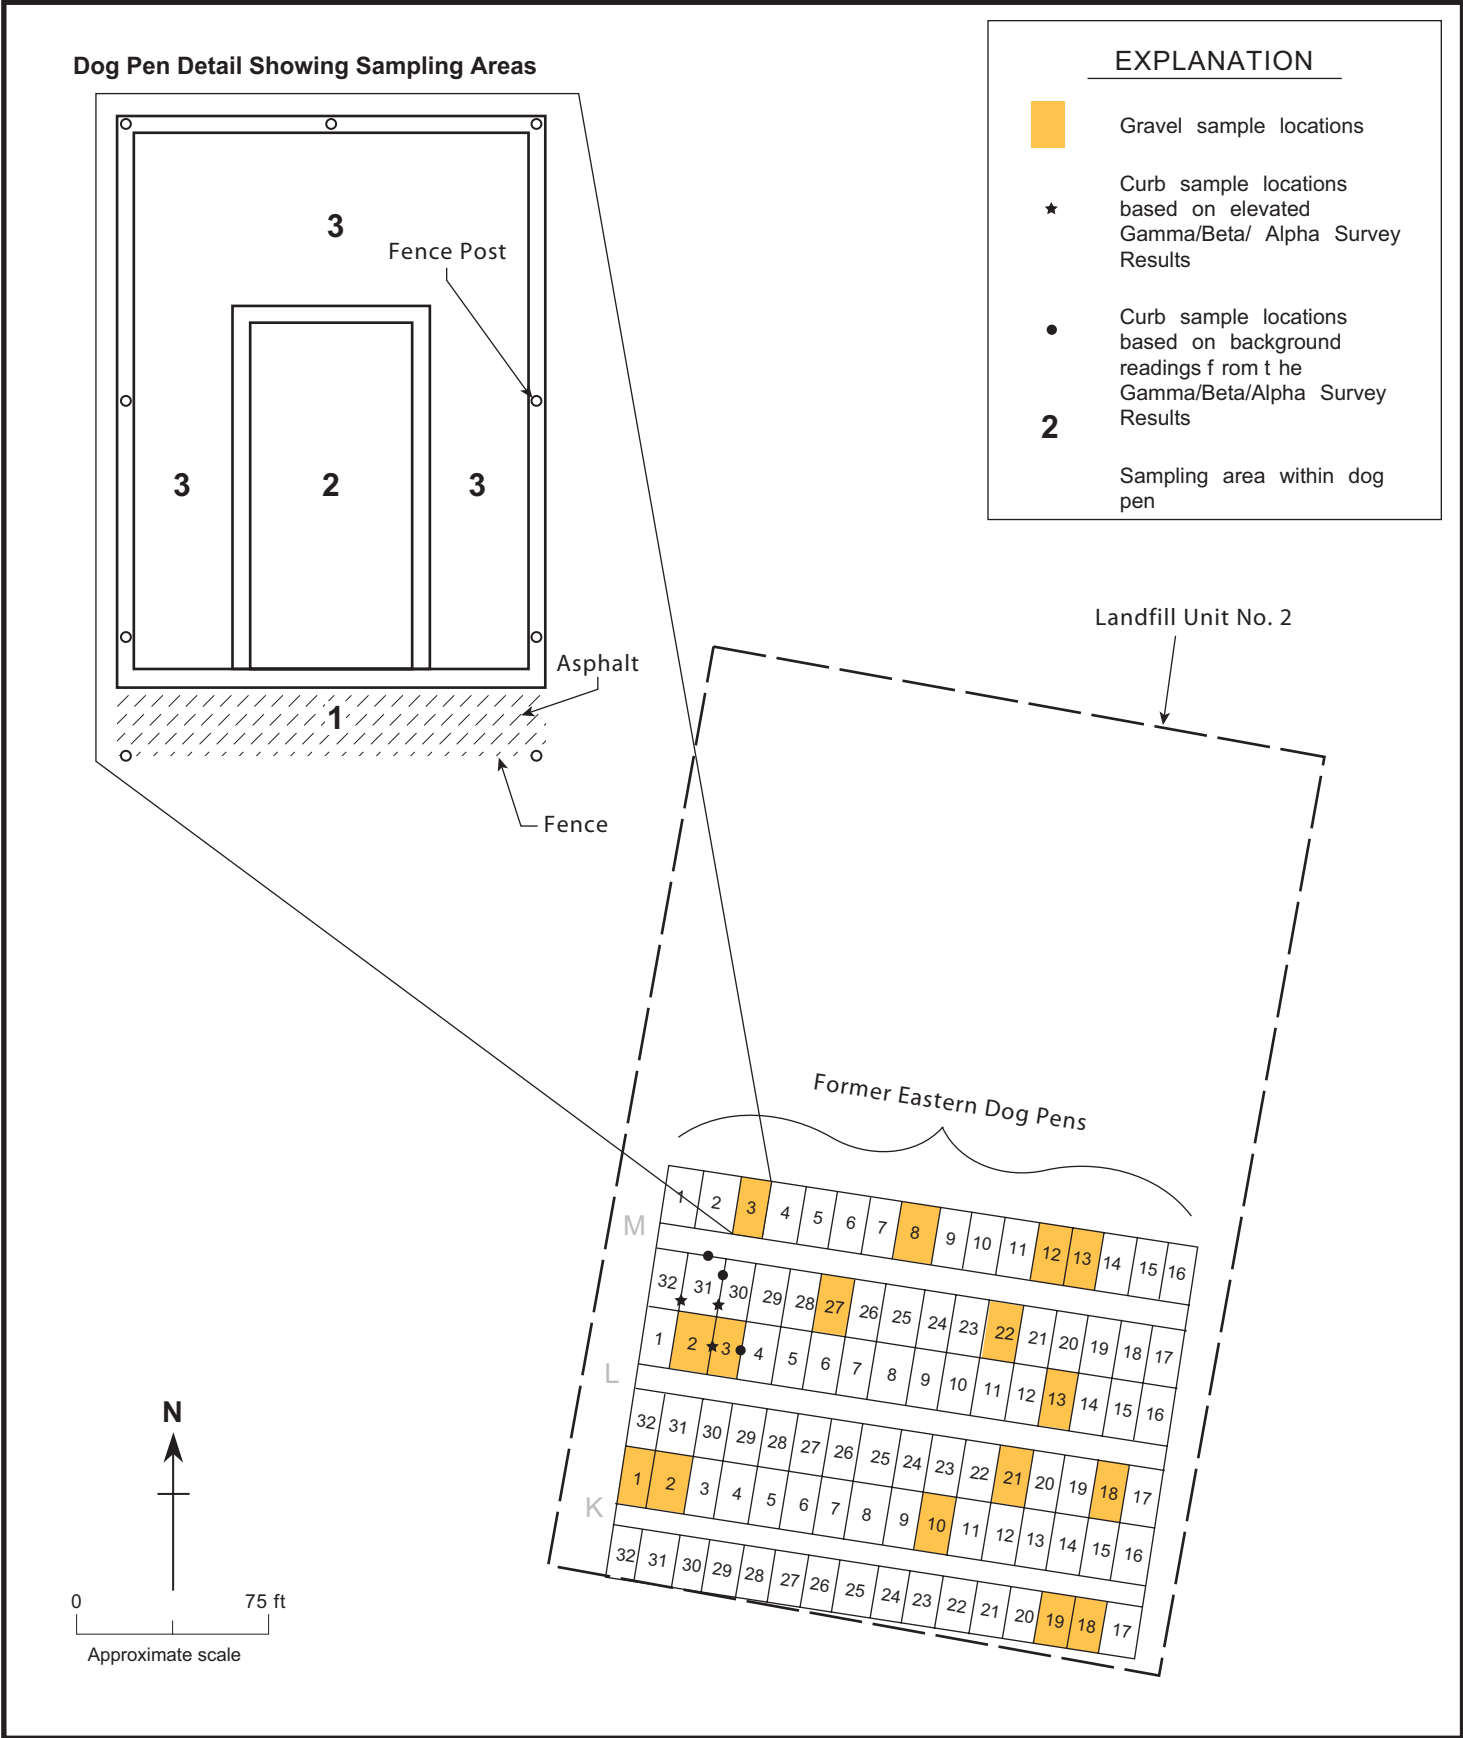 Dog Pen Detail Showing Sampling Areas
3
Fence Post
3 2 3
Asphalt
1
Fence
EXPLANATION
Gravel sample locations
Curb sample locations
based on elevated
Gamma/Beta/ Alpha Survey
Results
Curb sample locations
based on background
readings f rom t he
Gamma/Beta/Alpha Survey
Results
2
Sampling area within dog
pen
Landfill Unit No. 2
Former Eastern Dog Pens
M
1 2 3 4 5 6 7 8 9 10 11 12 13 14 15 16
32 31 30 29 28 27 26 25 24 23 22 21 20 19 18 17
1 2 3 4 5 6 7 8 9 10 11 12 13 14 15 16
L
32 31 30 29 28 27 26 25 24 23 22 21 20 19 18 17
1 2 3 4 5 6 7 8 9 10 11 12 13 14 15 16
K
32 31 30 29 28 27 26 25 24 23 22 21 20 19 18 17
N
0 75 ft
Approximate scale